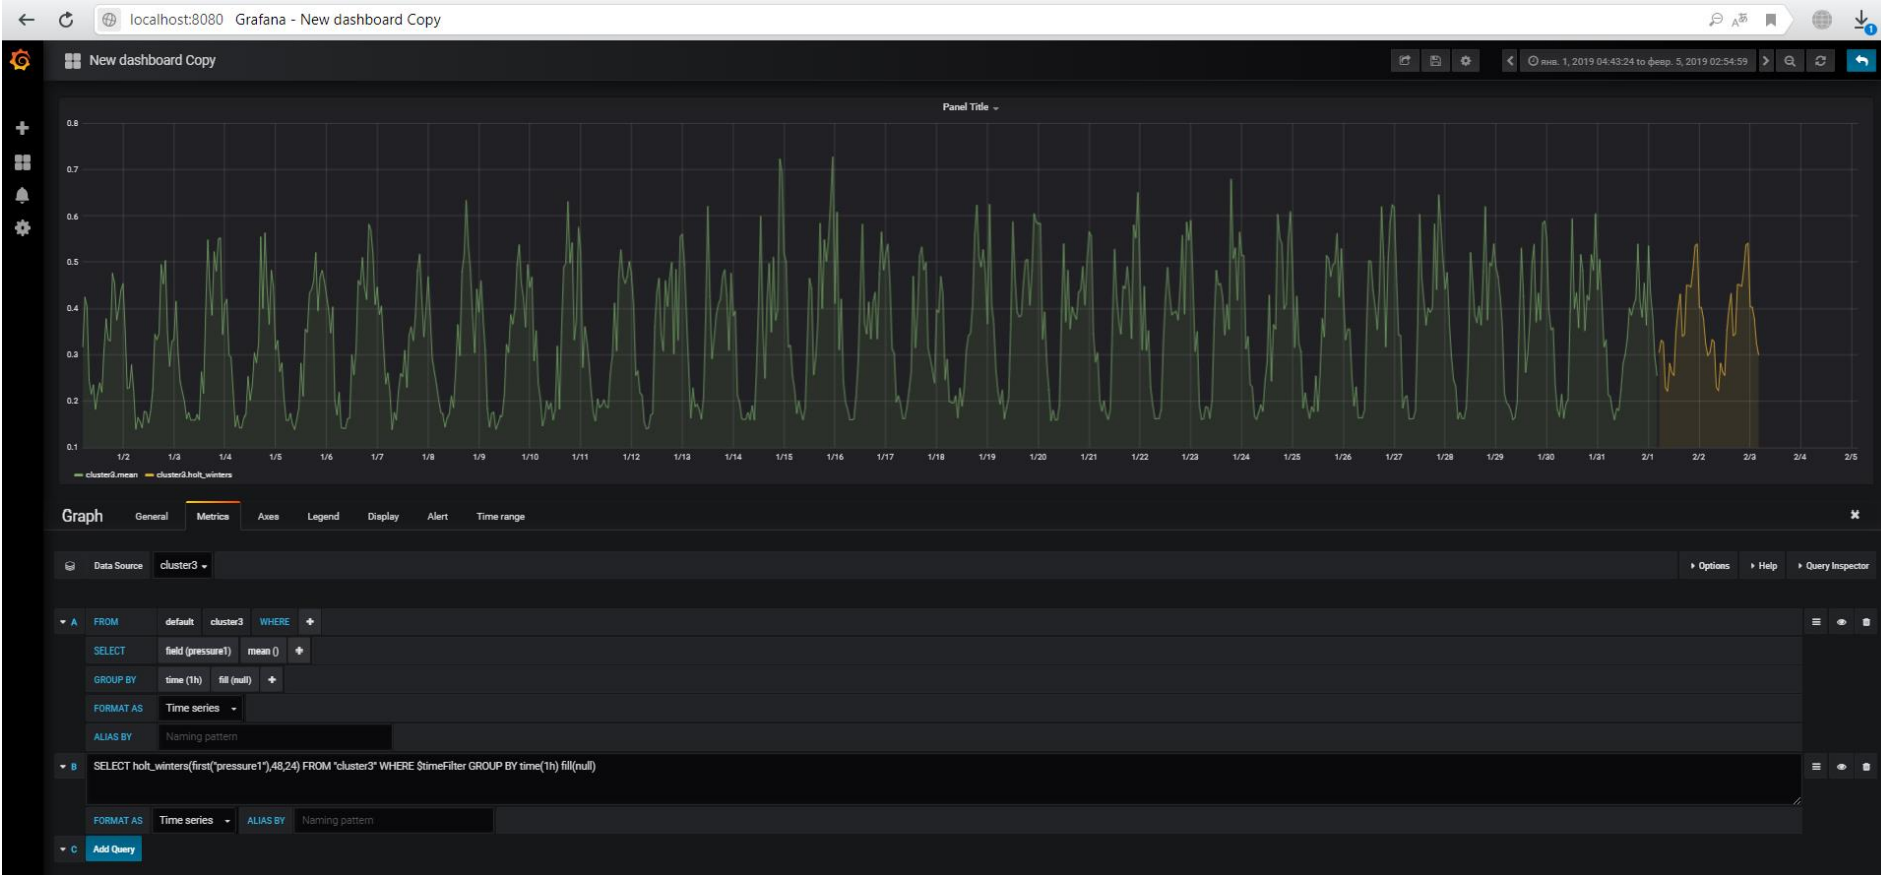 localhost:8080 Grafana - New dashboard Copy
New dashboard Copy
янв. 1, 2019 04:43:24 to февр. 5, 2019 02:54:59
Panel Title
0.8
0.7
0.6
0.5
0.4
0.3
0.2
0.1
1/2 1/3 1/4 1/5 1/6 1/7 1/8 1/9 1/10 1/11 1/12 1/13 1/14 1/15 1/16 1/17 1/18 1/19 1/20 1/21 1/22 1/23 1/24 1/25 1/26 1/27 1/28 1/29 1/30 1/31 2/1 2/2 2/3 2/4 2/5
cluster3.mean cluster3.holt_winters
Graph General Metrics Axes Legend Display Alert Time range
Data Source cluster3 Options Help Query Inspector
A FROM default cluster3 WHERE
SELECT field (pressure1) mean ()
GROUP BY time (1h) fill (null)
FORMAT AS Time series
ALIAS BY Naming pattern
B SELECT holt_winters(first("pressure1"),48,24) FROM "cluster3" WHERE $timeFilter GROUP BY time(1h) fill(null)
FORMAT AS Time series ALIAS BY Naming pattern
C Add Query